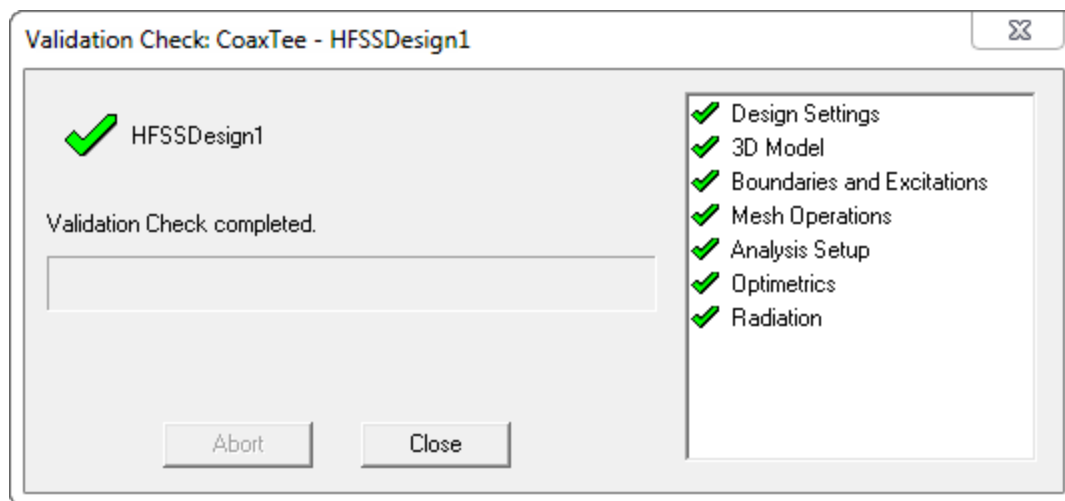 Validation Check: CoaxTee - HFSSDesign1
HFSSDesign1
Validation Check completed.
Abort
Close
Design Settings
3D Model
Boundaries and Excitations
Mesh Operations
Analysis Setup
Optimetrics
Radiation